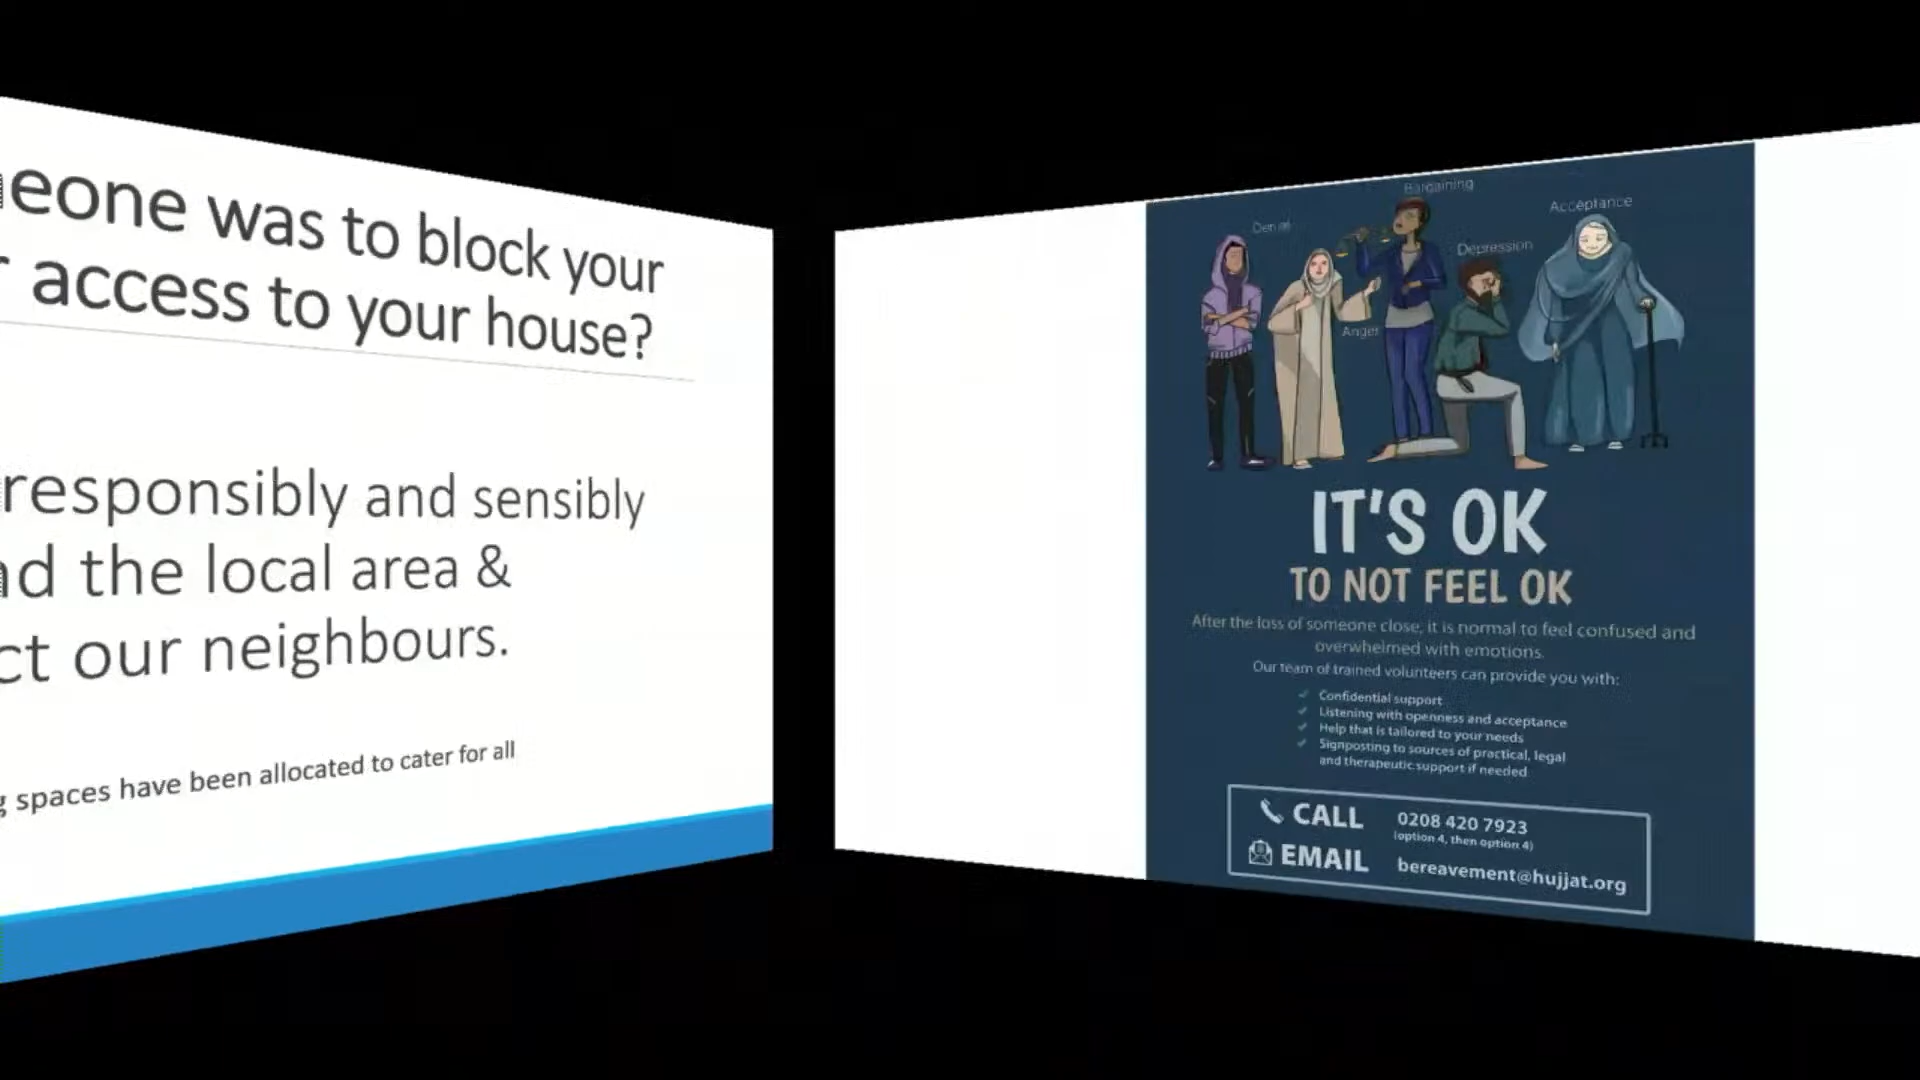 eone was to block your
access to your house?
responsibly and sensibly
the local area &
our neighbours.
spaces have been allocated to cater for all
Bargaining
Acceptance
Denial
Depression
Anger
IT'S OK
TO NOT FEEL OK
After the loss of someone close, it is normal to feel confused and
overwhelmed with emotions.
Our team of trained volunteers can provide you with:
✓ Confidential support
✓ Listening with openness and acceptance
✓ Help that is tailored to your needs
✓ Signposting to sources of practical, legal
and therapeutic support if needed
CALL 0208 420 7923
(option 4, then option 4)
EMAIL bereavement@hujjat.org